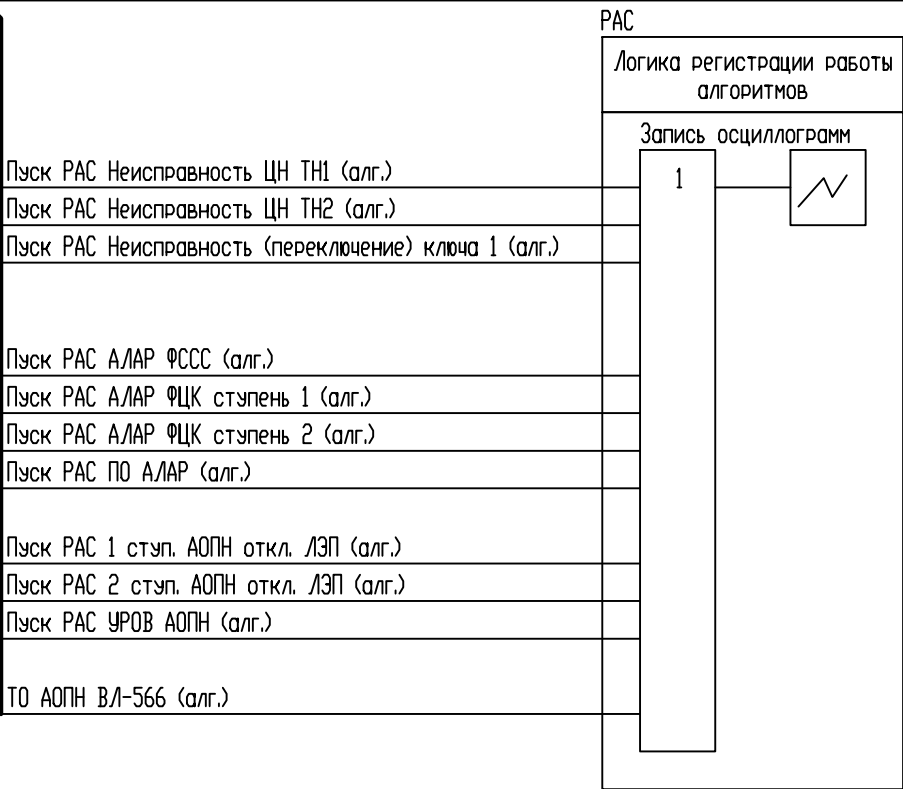 РАС
Логика регистрации работы
алгоритмов
Запись осциллограмм
1
Пуск РАС Неисправность ЦН ТН1 (алг.)
Пуск РАС Неисправность ЦН ТН2 (алг.)
Пуск РАС Неисправность (переключение) ключа 1 (алг.)
Пуск РАС АЛАР ФССС (алг.)
Пуск РАС АЛАР ФЦК ступень 1 (алг.)
Пуск РАС АЛАР ФЦК ступень 2 (алг.)
Пуск РАС ПО АЛАР (алг.)
Пуск РАС 1 ступ. АОПН откл. ЛЭП (алг.)
Пуск РАС 2 ступ. АОПН откл. ЛЭП (алг.)
Пуск РАС УРОВ АОПН (алг.)
ТО АОПН ВЛ-566 (алг.)